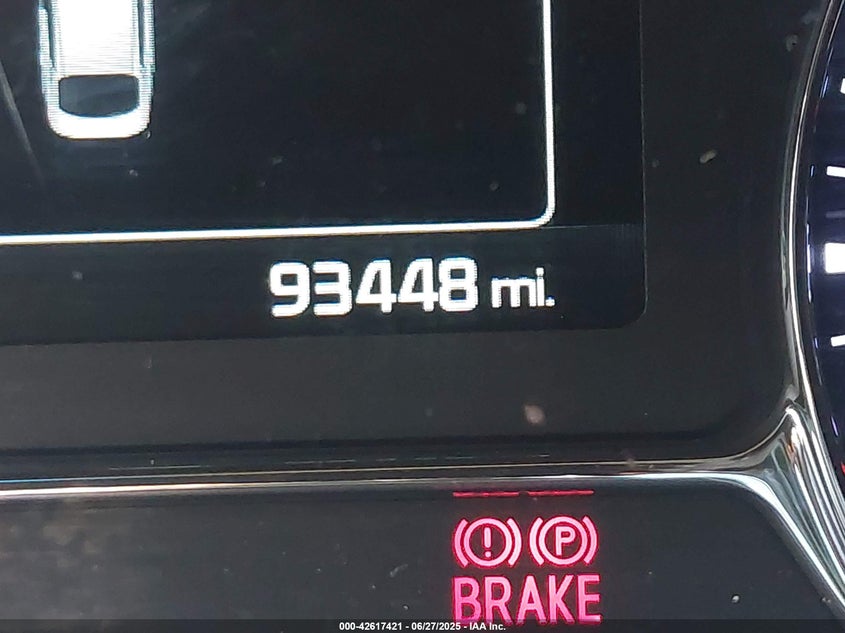 93448 mi.
(!) (P)
BRAKE
000-42617421 - 06/27/2025 - IAA Inc.